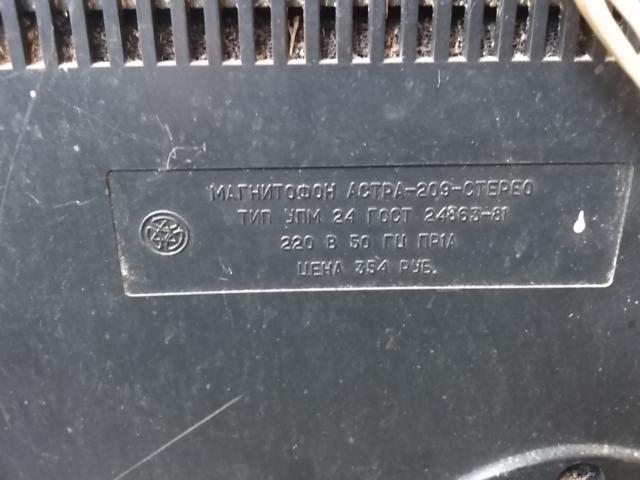 МАГНИТОФОН АСТРА-209-СТЕРЕО
ТИП УПМ 24 ГОСТ 24863-81
220 В 50 ГЦ ПР1А
ЦЕНА 354 РУБ.